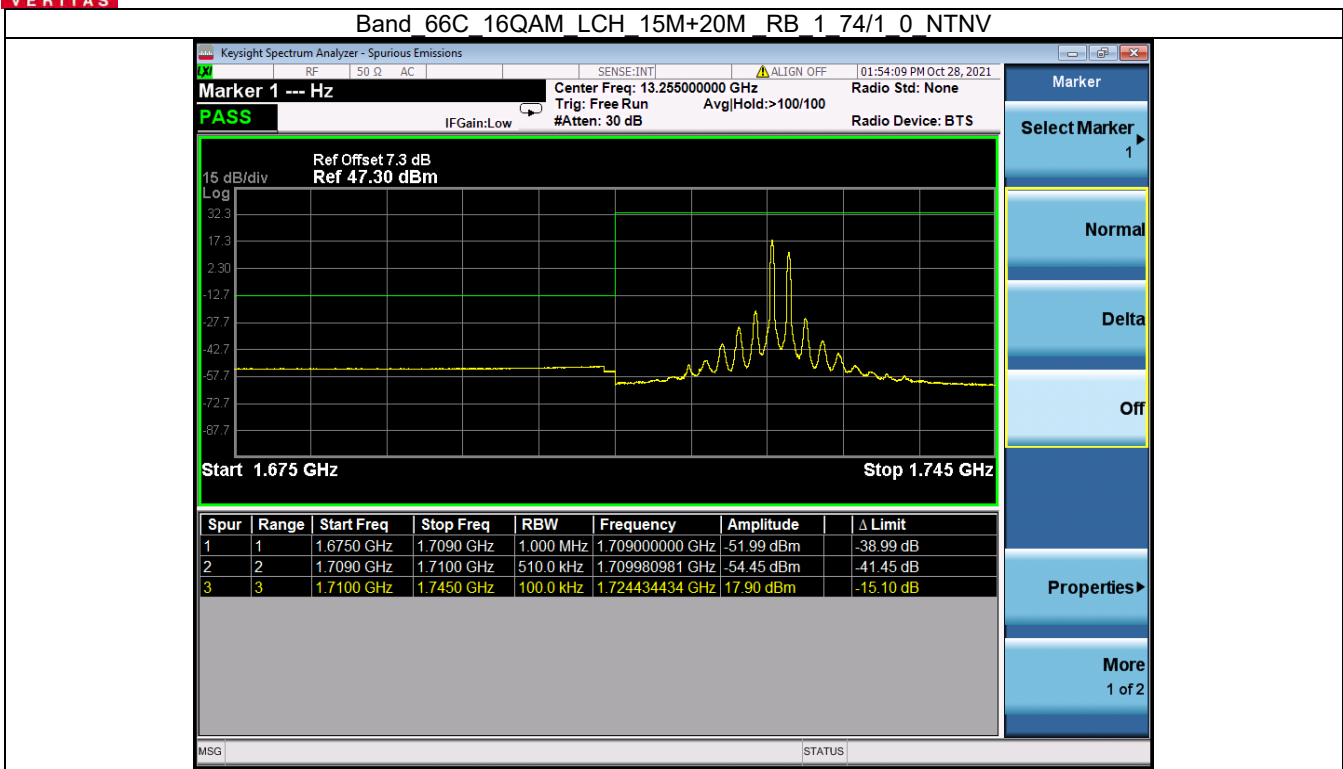 VERITAS
Band_66C_16QAM_LCH_15M+20M _RB_1_74/1_0_NTNV
Keysight Spectrum Analyzer - Spurious Emissions
LXI RF 50 Ω AC SENSE:INT ALIGN OFF 01:54:09 PM Oct 28, 2021
Marker 1 --- Hz
Center Freq: 13.255000000 GHz
Radio Std: None
Trig: Free Run Avg|Hold:>100/100
PASS
IFGain:Low
#Atten: 30 dB
Radio Device: BTS
Ref Offset 7.3 dB
15 dB/div Ref 47.30 dBm
Log
32.3
17.3
2.30
-12.7
-27.7
-42.7
-57.7
-72.7
-87.7
Start 1.675 GHz Stop 1.745 GHz
Spur Range Start Freq Stop Freq RBW Frequency Amplitude Δ Limit
1 1 1.6750 GHz 1.7090 GHz 1.000 MHz 1.709000000 GHz -51.99 dBm -38.99 dB
2 2 1.7090 GHz 1.7100 GHz 510.0 kHz 1.709980981 GHz -54.45 dBm -41.45 dB
3 3 1.7100 GHz 1.7450 GHz 100.0 kHz 1.724434434 GHz 17.90 dBm -15.10 dB
MSG STATUS
Marker
Select Marker
1
Normal
Delta
Off
Properties
More
1 of 2